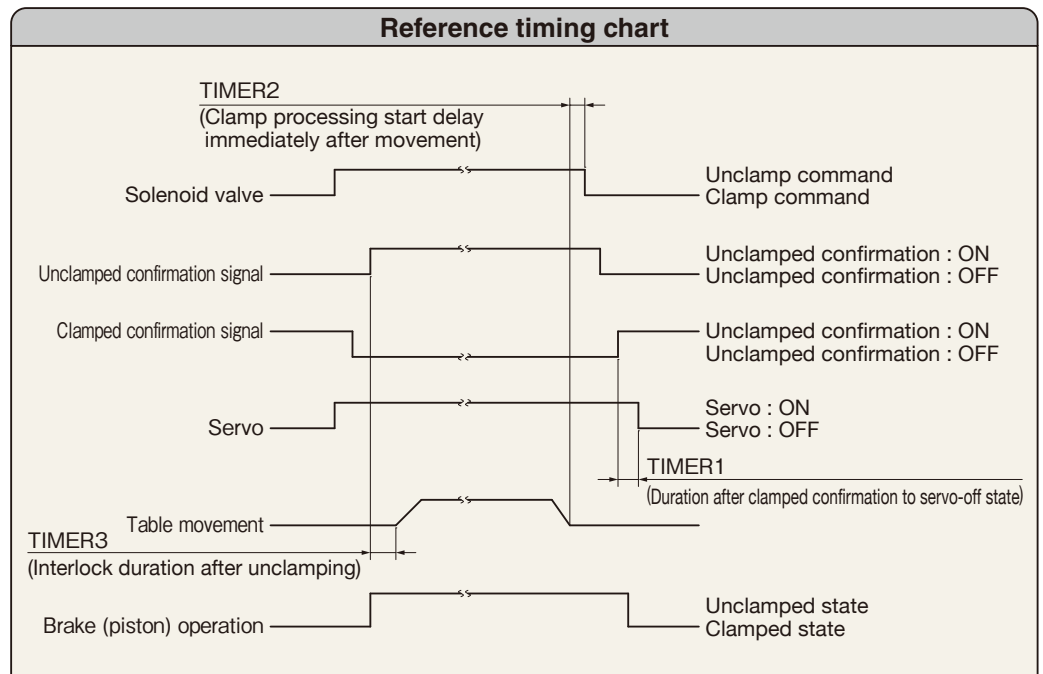 Reference timing chart
TIMER2
(Clamp processing start delay
immediately after movement)
Solenoid valve
Unclamp command
Clamp command
Unclamped confirmation signal
Unclamped confirmation : ON
Unclamped confirmation : OFF
Clamped confirmation signal
Unclamped confirmation : ON
Unclamped confirmation : OFF
Servo
Servo : ON
Servo : OFF
TIMER1
(Duration after clamped confirmation to servo-off state)
Table movement
TIMER3
(Interlock duration after unclamping)
Brake (piston) operation
Unclamped state
Clamped state